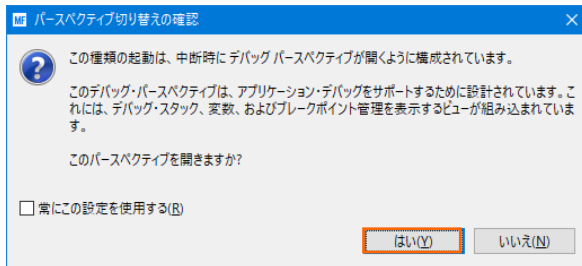 MF パースペクティブ切り替えの確認
この種類の起動は、中断時に デバッグ パースペクティブが開くように構成されています。
このデバッグ・パースペクティブは、アプリケーション・デバッグをサポートするために設計されています。こ
れには、デバッグ・スタック、変数、およびブレークポイント管理を表示するビューが組み込まれていま
す。
このパースペクティブを開きますか?
常にこの設定を使用する(R)
はい(Y) いいえ(N)